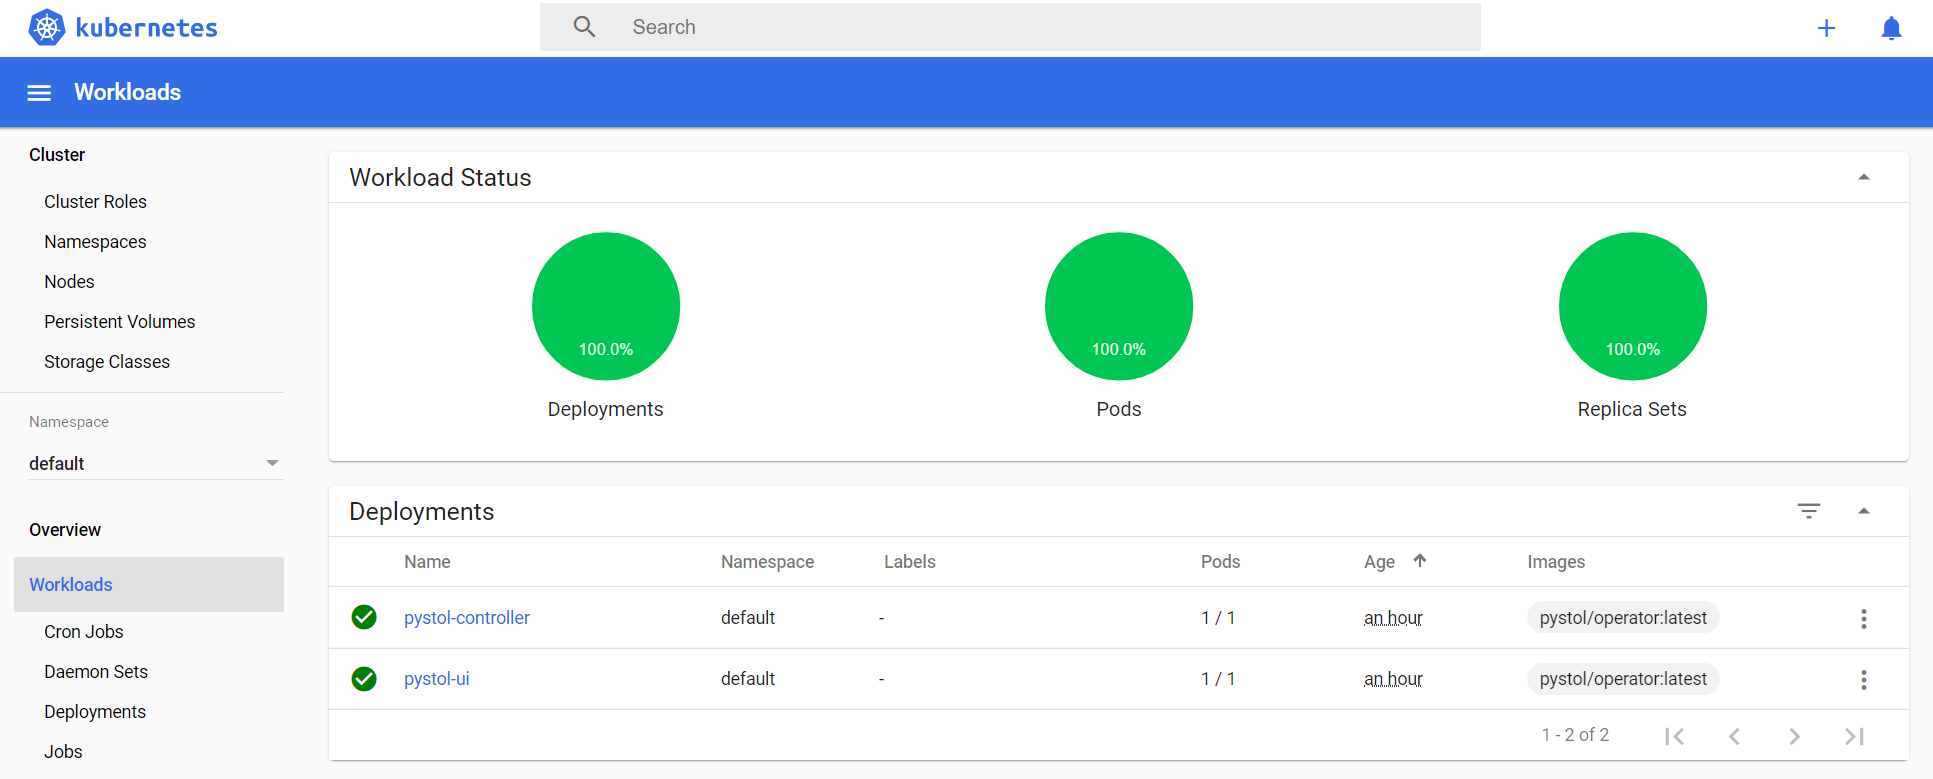 kubernetes
Search
Workloads
Cluster
Cluster Roles
Namespaces
Nodes
Persistent Volumes
Storage Classes
Namespace
default
Overview
Workloads
Cron Jobs
Daemon Sets
Deployments
Jobs
Workload Status
100.0% 100.0% 100.0%
Deployments Pods Replica Sets
Deployments
Name Namespace Labels Pods Age Images
pystol-controller default - 1 / 1 an hour pystol/operator:latest
pystol-ui default - 1 / 1 an hour pystol/operator:latest
1 - 2 of 2